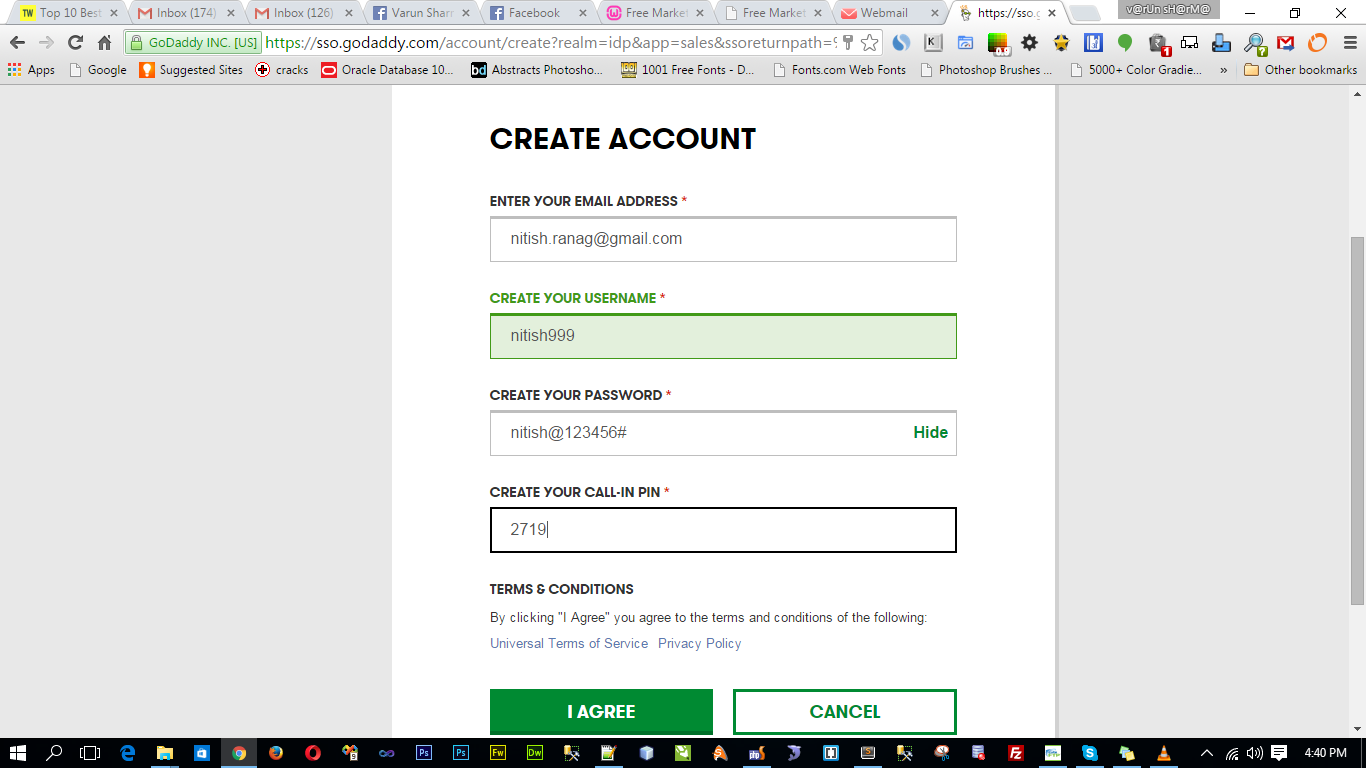 Top 10 Best
Inbox (174)
Inbox (126)
Varun Shar
Facebook
Free Market
Free Market
Webmail
https://sso.g
v@rUn sH@rM@
GoDaddy INC. [US]
https://sso.godaddy.com/account/create?realm=idp&app=sales&ssoreturnpath=%
Apps
Google
Suggested Sites
cracks
Oracle Database 10...
Abstracts Photosho...
1001 Free Fonts - D...
Fonts.com Web Fonts
Photoshop Brushes ...
5000+ Color Gradie...
»
Other bookmarks
CREATE ACCOUNT
ENTER YOUR EMAIL ADDRESS *
nitish.ranag@gmail.com
CREATE YOUR USERNAME *
nitish999
CREATE YOUR PASSWORD *
nitish@123456#
Hide
CREATE YOUR CALL-IN PIN *
2719
TERMS & CONDITIONS
By clicking "I Agree" you agree to the terms and conditions of the following:
Universal Terms of Service Privacy Policy
I AGREE
CANCEL
4:40 PM